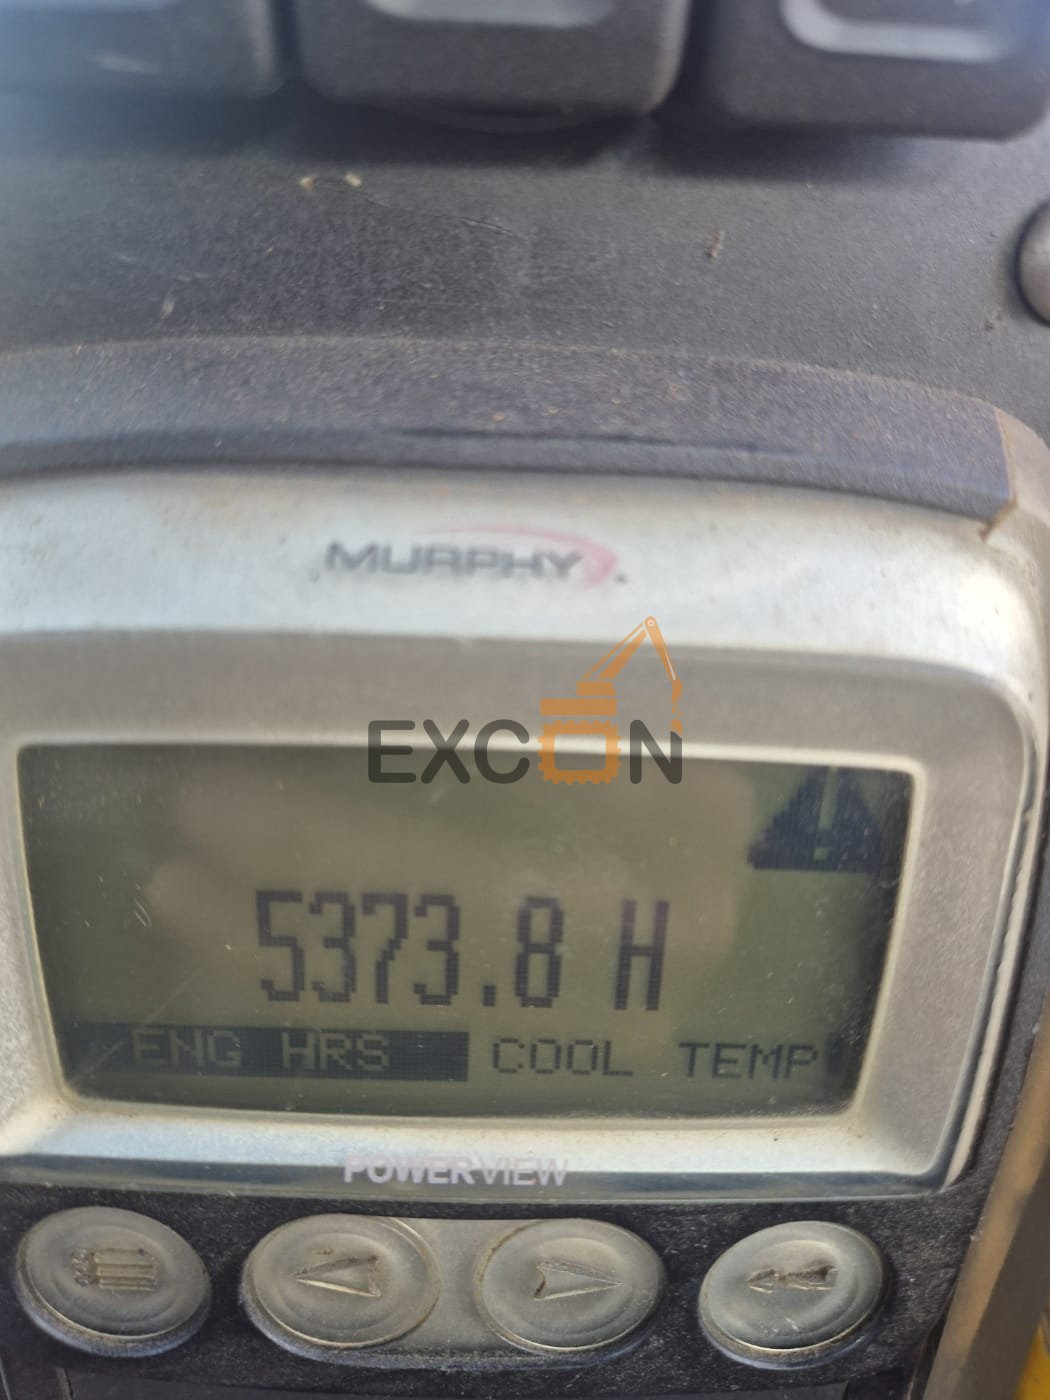 MURPHY
EXCON
5373.8 H
ENG HRS COOL TEMP
POWERVIEW